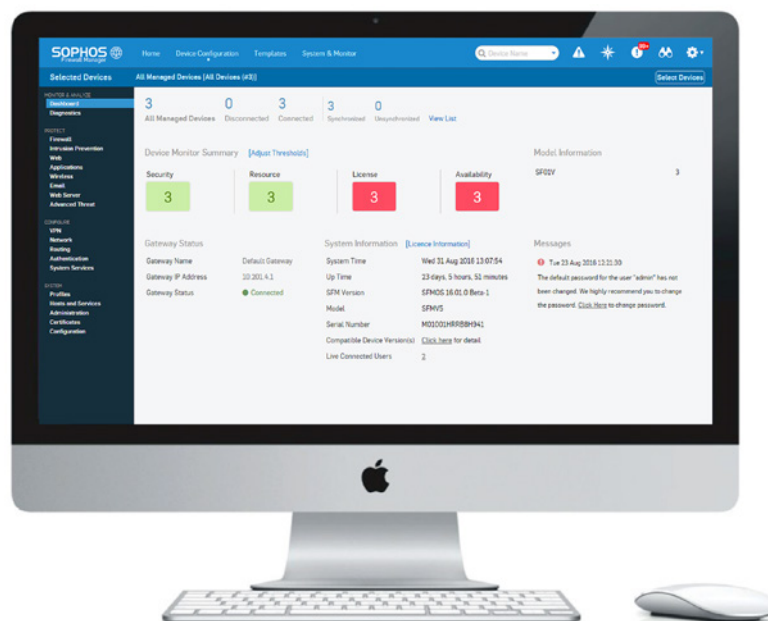 SOPHOS
Firewall Manager
Home Device Configuration Templates System & Monitor
Device Name
Selected Devices
All Managed Devices [All Devices (#3)]
Select Devices
MONITOR & ANALYZE
Dashboard
Diagnostics
PROTECT
Firewall
Intrusion Prevention
Web
Applications
Wireless
Email
Web Server
Advanced Threat
CONFIGURE
VPN
Network
Routing
Authentication
System Services
SYSTEM
Profiles
Hosts and Services
Administration
Certificates
Configuration
3 0 3 3 0
All Managed Devices Disconnected Connected Synchronized Unsynchronized View List
Device Monitor Summary [Adjust Thresholds]
Security Resource License Availability
3 3 3 3
Model Information
SF01V 3
Gateway Status
Gateway Name Default Gateway
Gateway IP Address 10.201.4.1
Gateway Status Connected
System Information [Licence Information]
System Time Wed 31 Aug 2016 13:07:54
Up Time 23 days, 5 hours, 51 minutes
SFM Version SFMOS 16.01.0 Beta-1
Model SFMV5
Serial Number M01001HRRB8H941
Compatible Device Version(s) Click here for detail
Live Connected Users 2
Messages
Tue 23 Aug 2016 12:21:30
The default password for the user "admin" has not
been changed. We highly recommend you to change
the password. Click Here to change password.